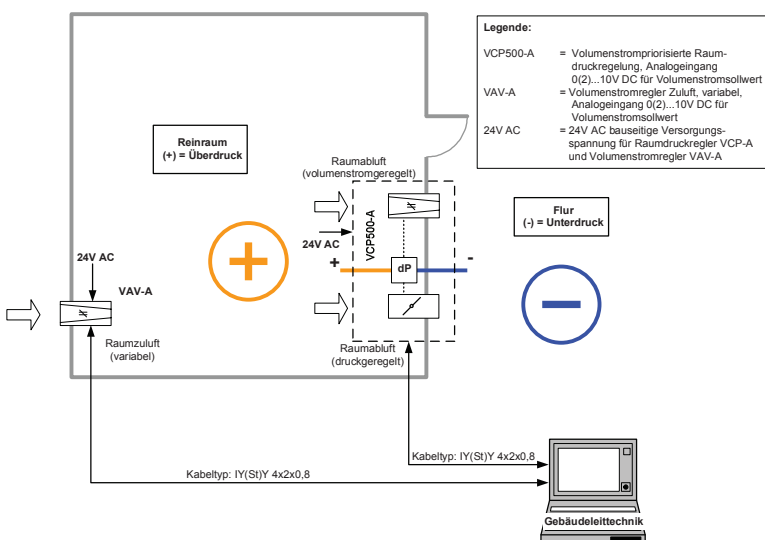 Legende:
VCP500-A = Volumenstrompriorisierte Raum-
druckregelung, Analogeingang
0(2)...10V DC für Volumenstromsollwert
VAV-A = Volumenstromregler Zuluft, variabel,
Analogeingang 0(2)...10V DC für
Volumenstromsollwert
24V AC = 24V AC bauseitige Versorgungs-
spannung für Raumdruckregler VCP-A
und Volumenstromregler VAV-A
Reinraum
(+) = Überdruck
Raumabluft
(volumenstromgeregelt)
VCP500-A
24V AC
+
dP
-
Flur
(-) = Unterdruck
24V AC
VAV-A
Raumzuluft
(variabel)
Raumabluft
(druckgeregelt)
Kabeltyp: IY(St)Y 4x2x0,8
Kabeltyp: IY(St)Y 4x2x0,8
Gebäudeleittechnik